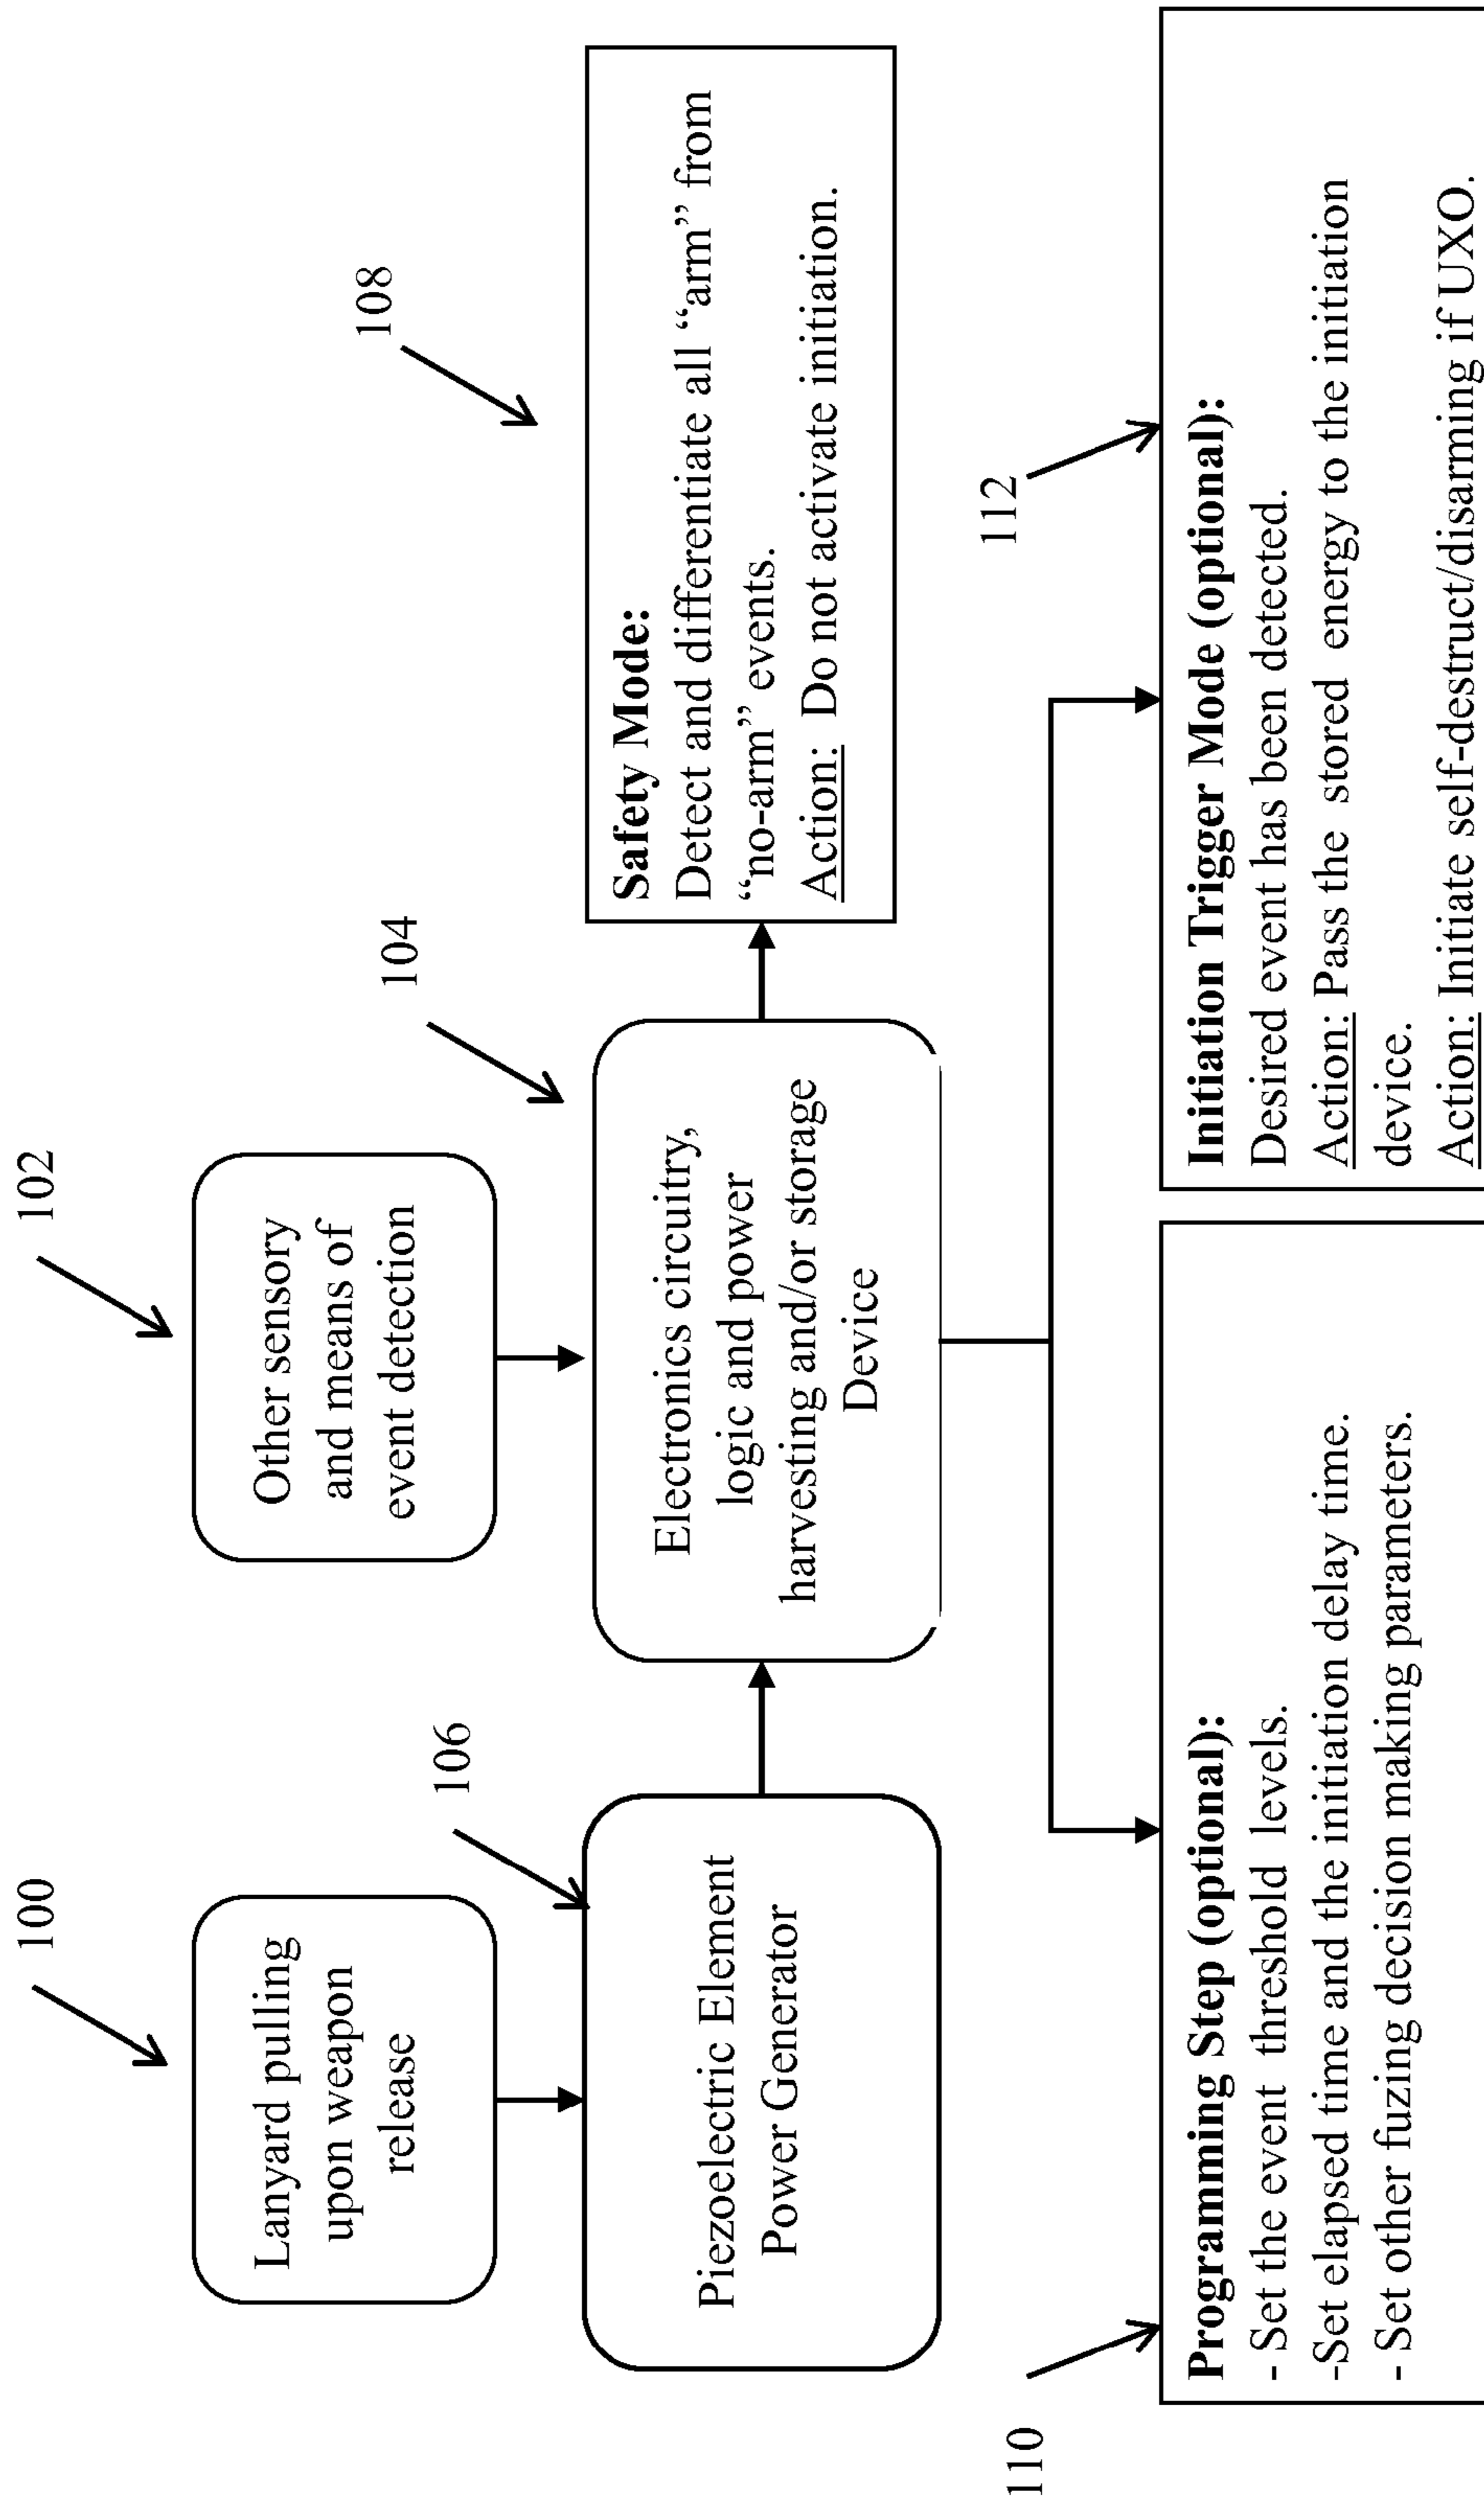 100
Lanyard pulling
upon weapon
release
102
Other sensory
and means of
event detection
106
Piezoelectric Element
Power Generator
104
Electronics circuitry,
logic and power
harvesting and/or storage
Device
108
Safety Mode:
Detect and differentiate all “arm” from
“no-arm” events.
Action: Do not activate initiation.
110
Programming Step (optional):
- Set the event threshold levels.
-Set elapsed time and the initiation delay time.
- Set other fuzing decision making parameters.
112
Initiation Trigger Mode (optional):
Desired event has been detected.
Action: Pass the stored energy to the initiation
device.
Action: Initiate self-destruct/disarming if UXO.